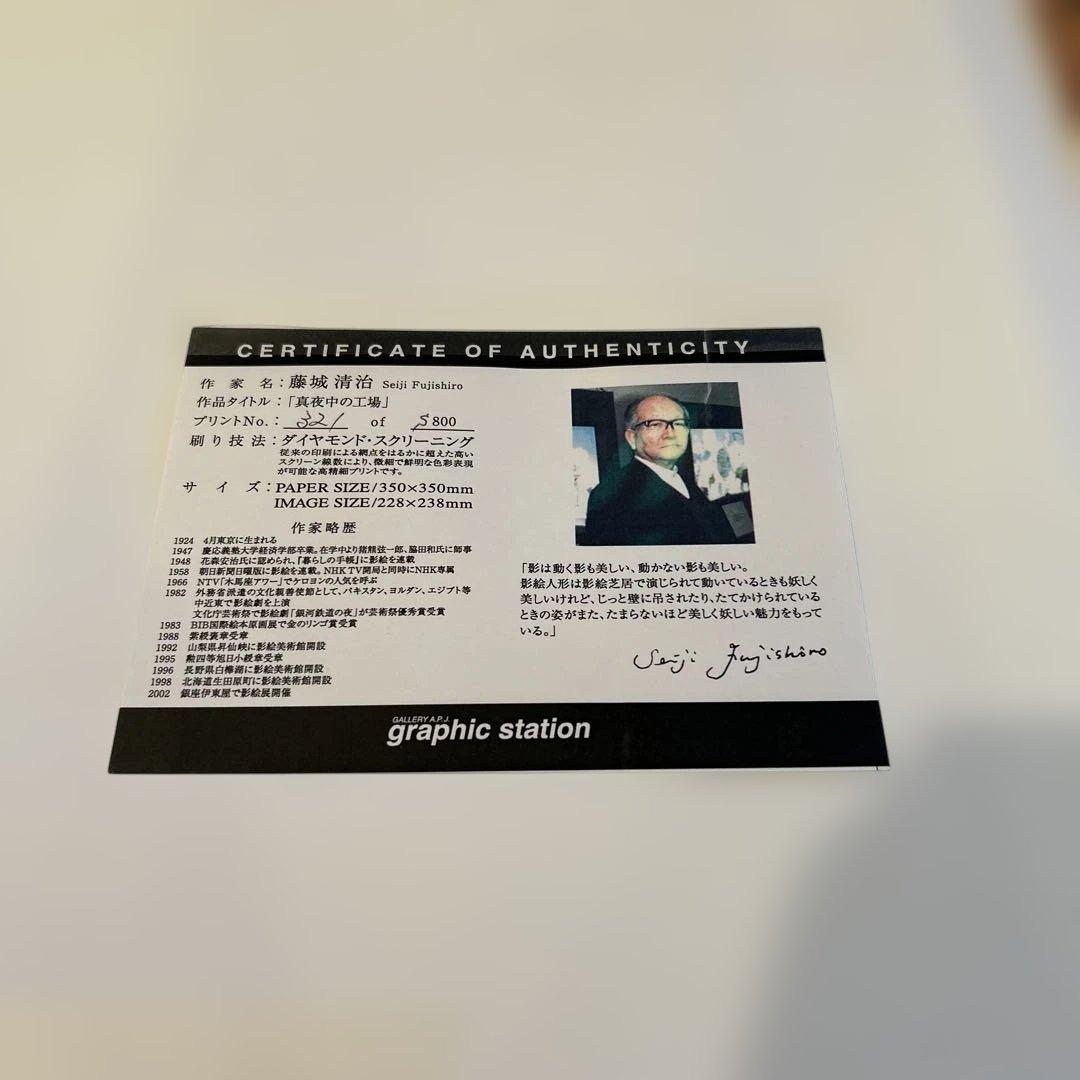 CERTIFICATE OF AUTHENTICITY
作家名：藤城 清治 Seiji Fujishiro
作品タイトル：「真夜中の工場」
プリントNo.： 321 of S800
刷り技法：ダイヤモンド・スクリーニング
従来の印刷による網点をはるかに超えた高い
スクリーン線数により、微細で鮮明な色彩表現
が可能な高精細プリントです。
サイズ：PAPER SIZE/350×350mm
IMAGE SIZE/228×238mm
作家略歴
1924 4月東京に生まれる
1947 慶応義塾大学経済学部卒業。在学中より猪熊弦一郎、脇田和氏に師事
1948 花森安治氏に認められ、『暮らしの手帳』に影絵を連載
1958 朝日新聞日曜版に影絵を連載。NHK TV開局と同時にNHK専属
1966 NTV「木馬座アワー」でケロヨンの人気を呼ぶ
1982 外務省派遣の文化親善使節として、パキスタン、ヨルダン、エジプト等
中近東で影絵劇を上演
文化庁芸術祭で影絵劇「銀河鉄道の夜」が芸術祭優秀賞受賞
1983 BIB国際絵本原画展で金のリンゴ賞受賞
1988 紫綬褒章受章
1992 山梨県昇仙峡に影絵美術館開設
1995 勲四等旭日小綬章受章
1996 長野県白樺湖に影絵美術館開設
1998 北海道生田原町に影絵美術館開設
2002 銀座伊東屋で影絵展開催
「影は動く影も美しい、動かない影も美しい。
影絵人形は影絵芝居で演じられて動いているときも妖しく
美しいけれど、じっと壁に吊されたり、たてかけられている
ときの姿がまた、たまらないほど美しく妖しい魅力をもって
いる。」
Seiji Fujishiro
GALLERY A.P.J.
graphic station